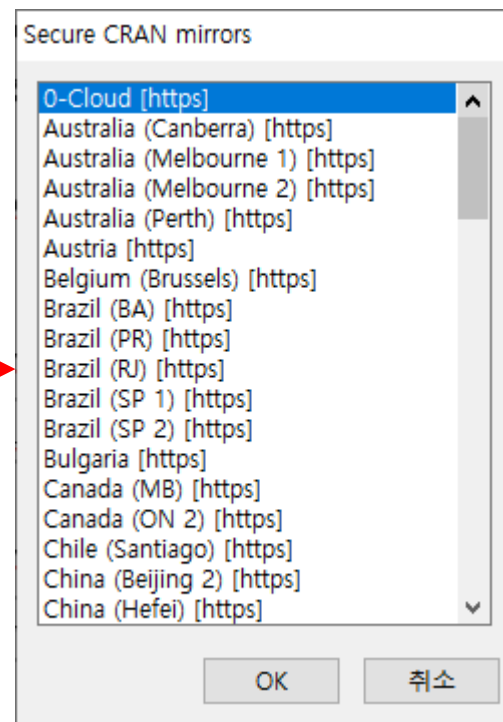 Secure CRAN mirrors
0-Cloud [https]
Australia (Canberra) [https]
Australia (Melbourne 1) [https]
Australia (Melbourne 2) [https]
Australia (Perth) [https]
Austria [https]
Belgium (Brussels) [https]
Brazil (BA) [https]
Brazil (PR) [https]
Brazil (RJ) [https]
Brazil (SP 1) [https]
Brazil (SP 2) [https]
Bulgaria [https]
Canada (MB) [https]
Canada (ON 2) [https]
Chile (Santiago) [https]
China (Beijing 2) [https]
China (Hefei) [https]
OK 취소